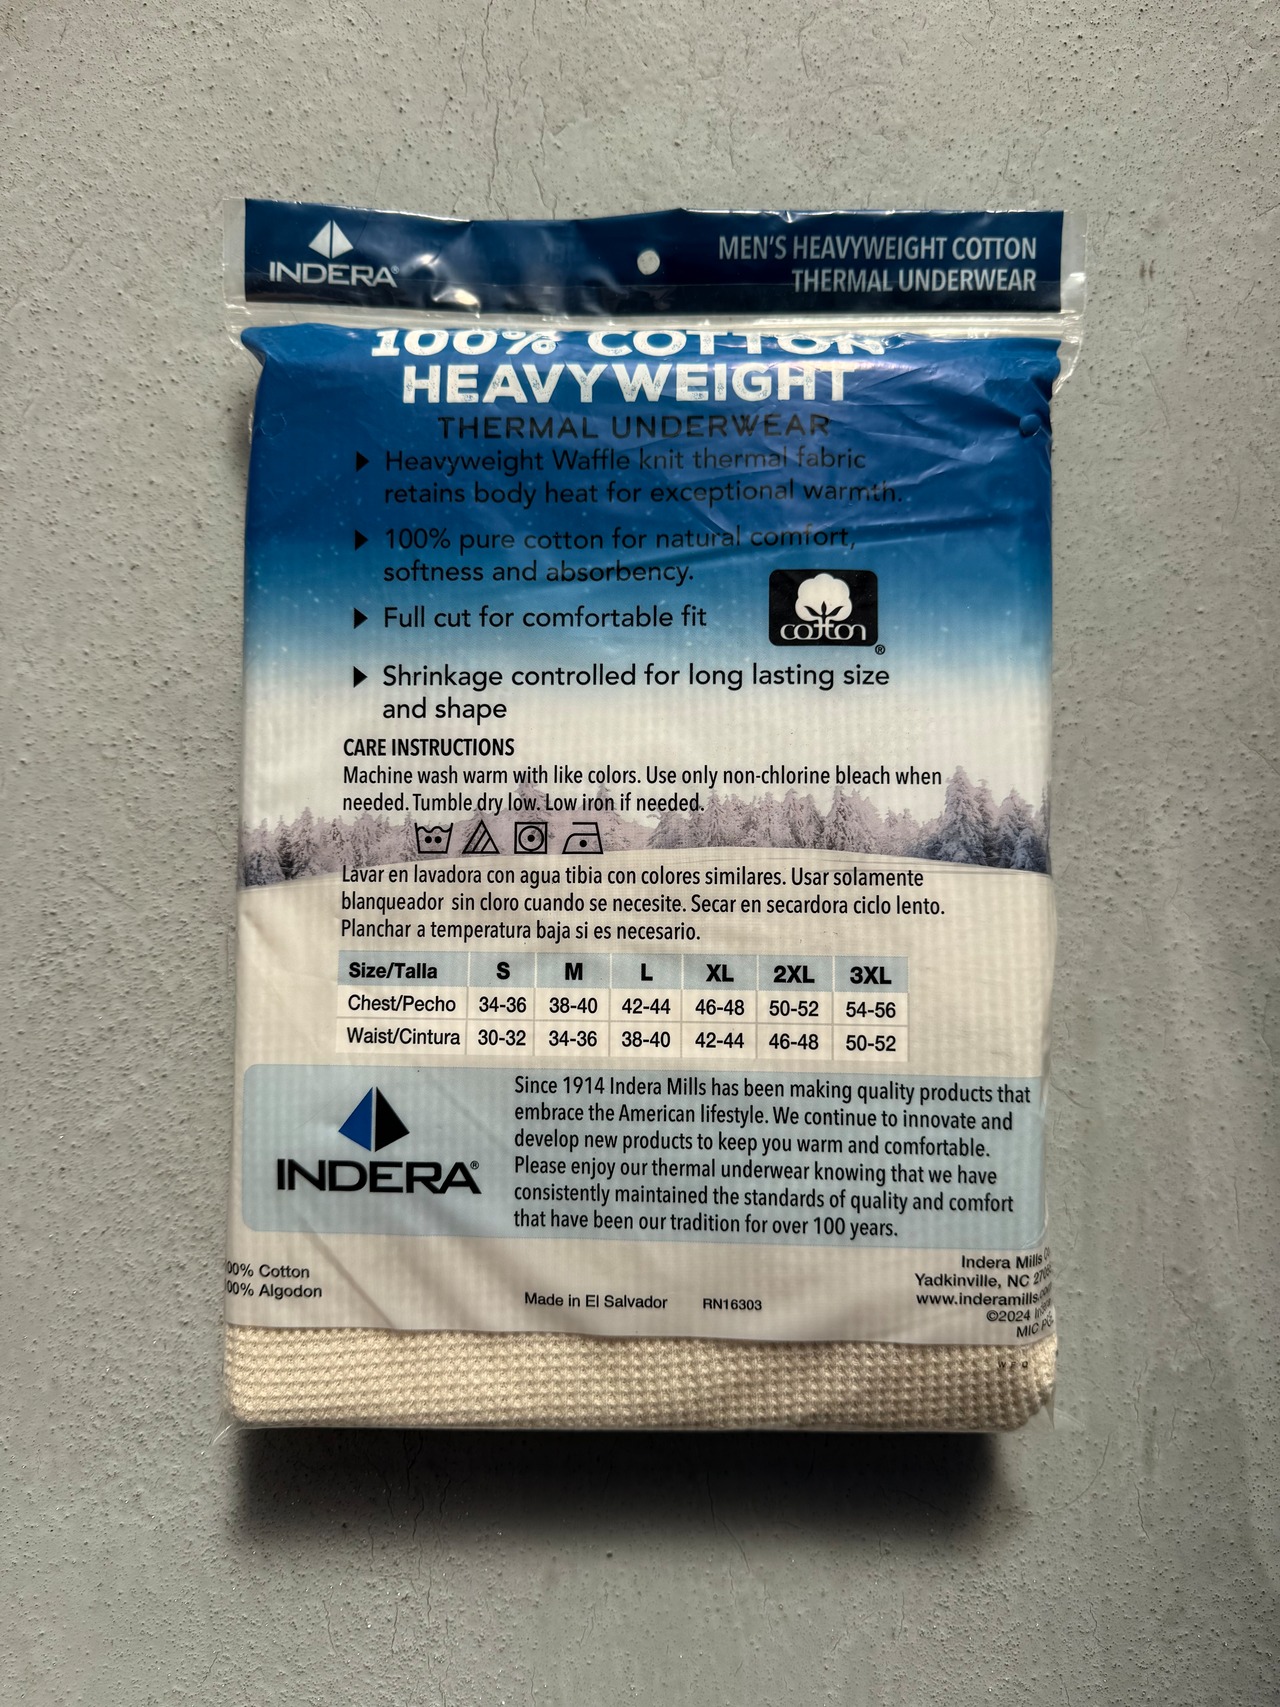 INDERA®
MEN'S HEAVYWEIGHT COTTON
THERMAL UNDERWEAR
100% COTTON
HEAVYWEIGHT
THERMAL UNDERWEAR
▶ Heavyweight Waffle knit thermal fabric
retains body heat for exceptional warmth.
▶ 100% pure cotton for natural comfort,
softness and absorbency.
cotton®
▶ Full cut for comfortable fit
▶ Shrinkage controlled for long lasting size
and shape
CARE INSTRUCTIONS
Machine wash warm with like colors. Use only non-chlorine bleach when
needed. Tumble dry low. Low iron if needed.
Lavar en lavadora con agua tibia con colores similares. Usar solamente
blanqueador sin cloro cuando se necesite. Secar en secardora ciclo lento.
Planchar a temperatura baja si es necesario.
Size/Talla S M L XL 2XL 3XL
Chest/Pecho 34-36 38-40 42-44 46-48 50-52 54-56
Waist/Cintura 30-32 34-36 38-40 42-44 46-48 50-52
INDERA®
Since 1914 Indera Mills has been making quality products that
embrace the American lifestyle. We continue to innovate and
develop new products to keep you warm and comfortable.
Please enjoy our thermal underwear knowing that we have
consistently maintained the standards of quality and comfort
that have been our tradition for over 100 years.
00% Cotton
00% Algodon
Made in El Salvador RN16303
Indera Mills
Yadkinville, NC
www.inderamills.com
©2024
MIC